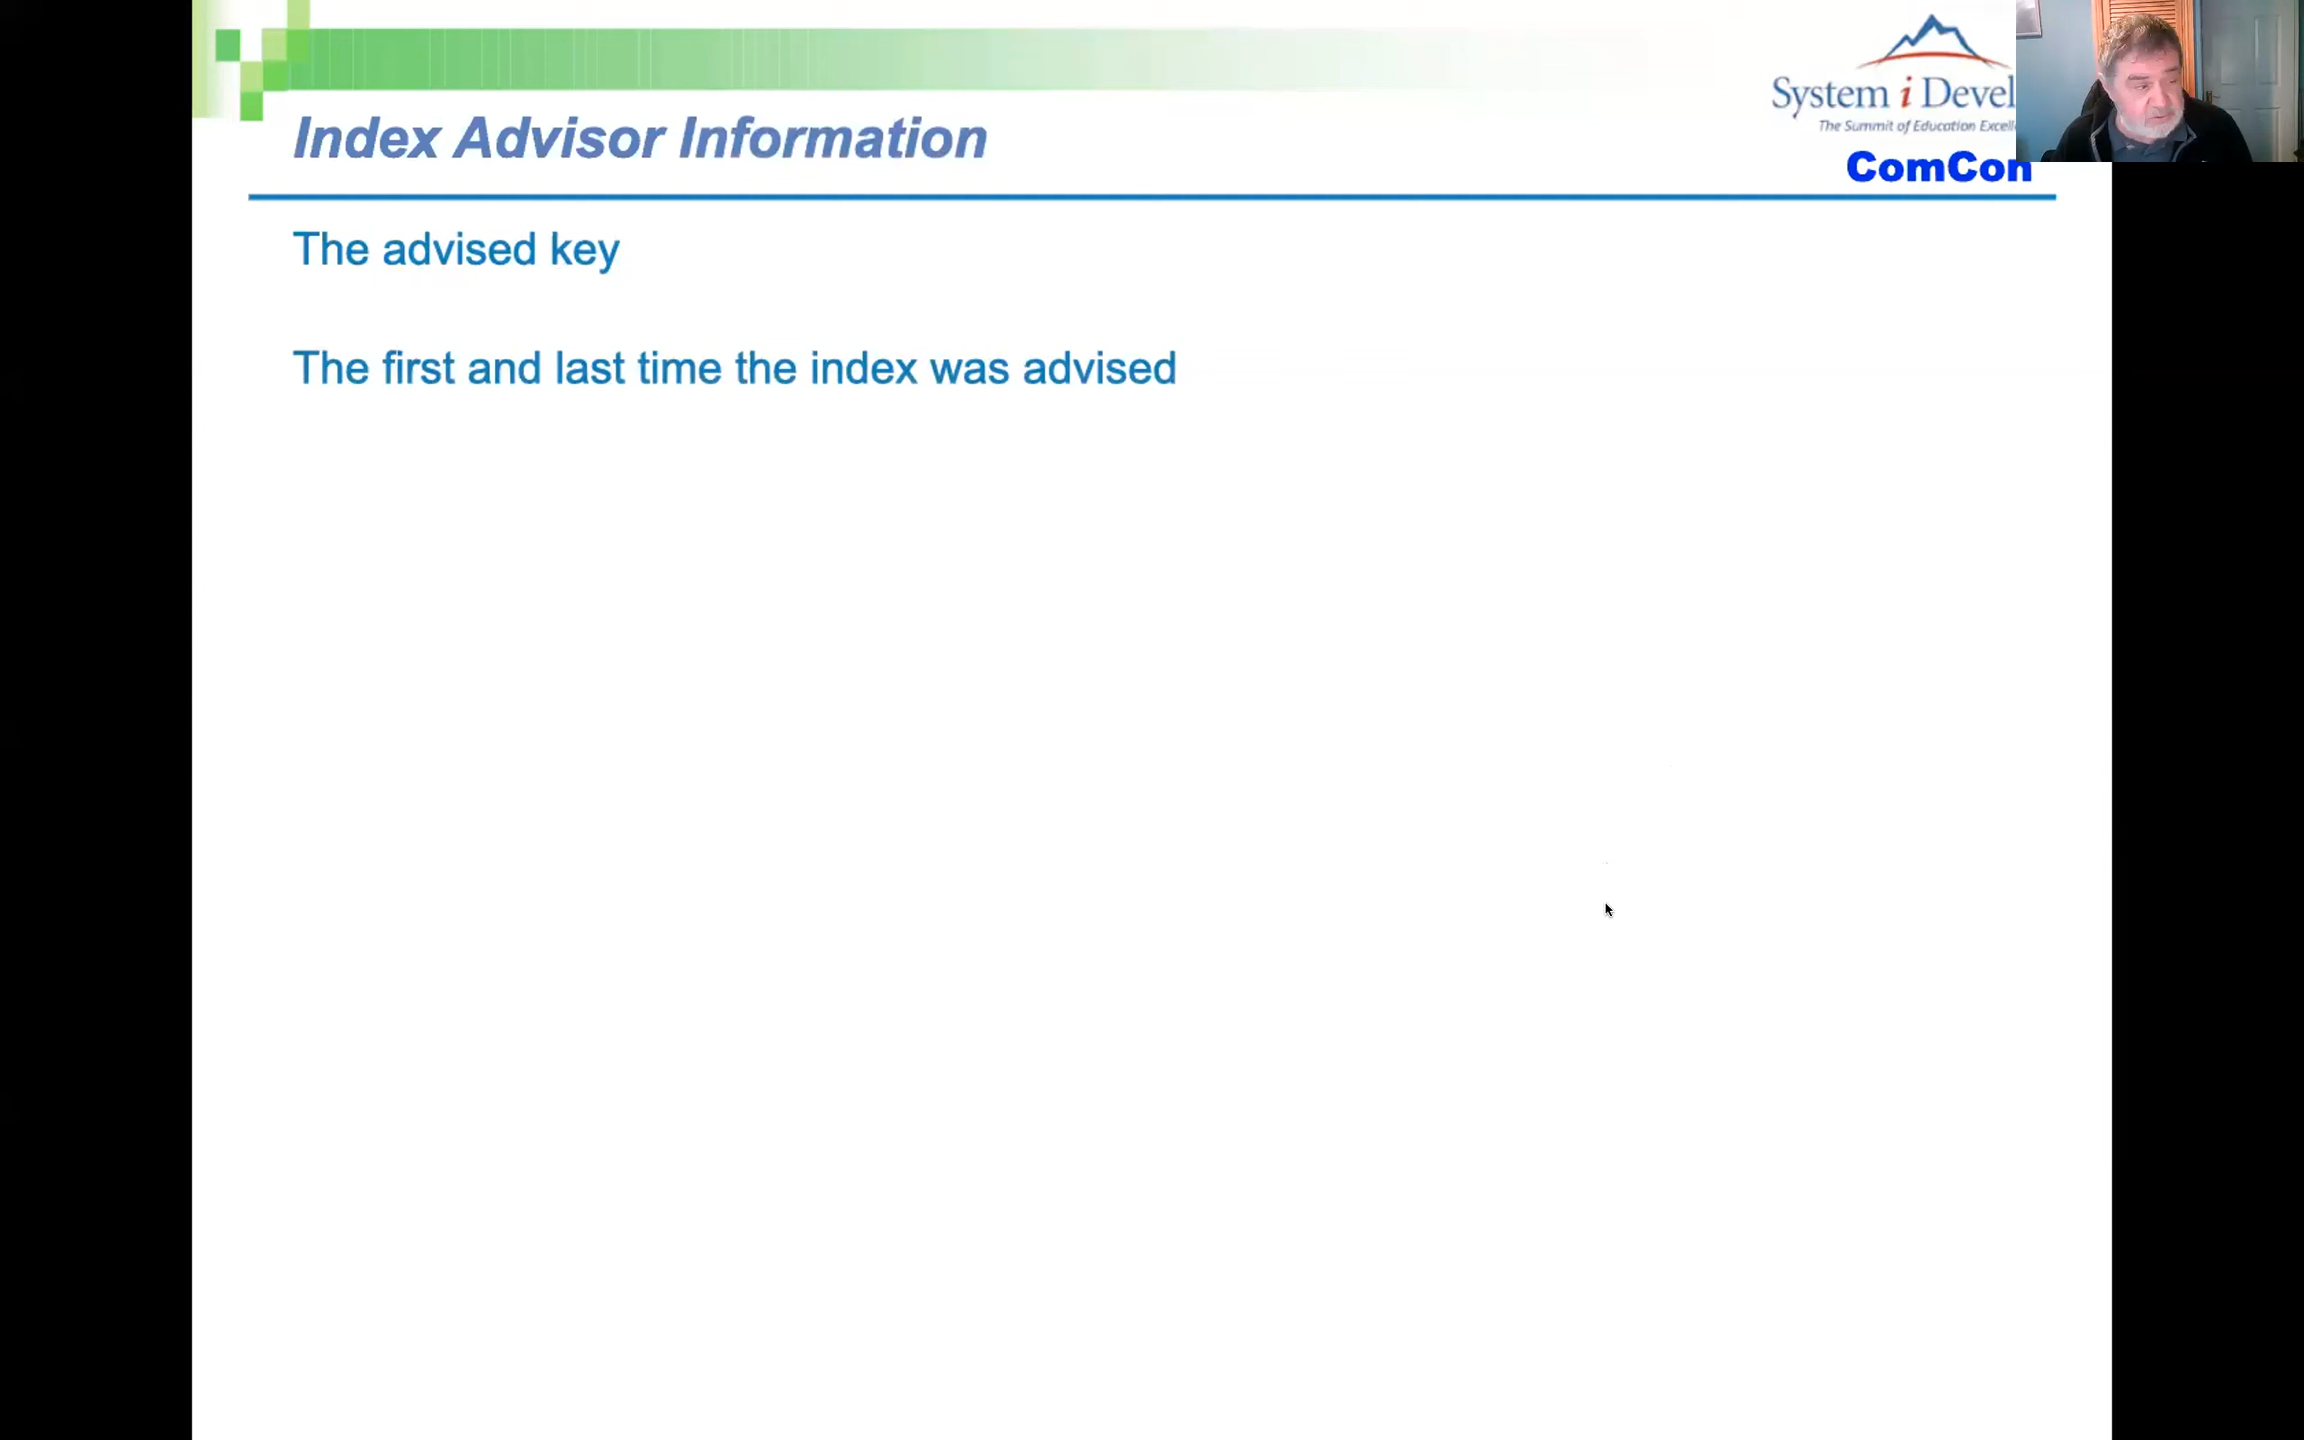 System i Devel
The Summit of Education Excell
ComCon
Index Advisor Information
The advised key
The first and last time the index was advised